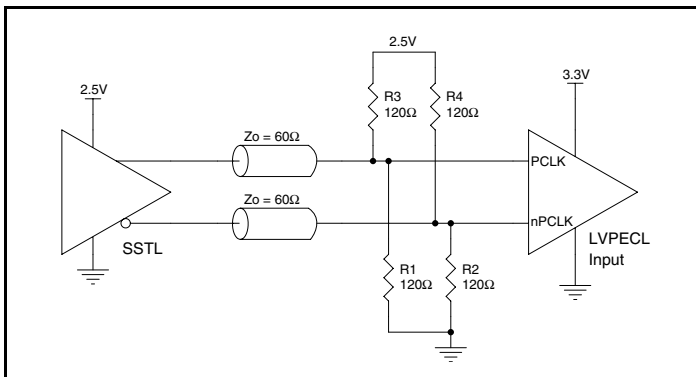 2.5V
2.5V
3.3V
R3
120Ω
R4
120Ω
Zo = 60Ω
PCLK
Zo = 60Ω
nPCLK
SSTL
LVPECL
Input
R1
120Ω
R2
120Ω